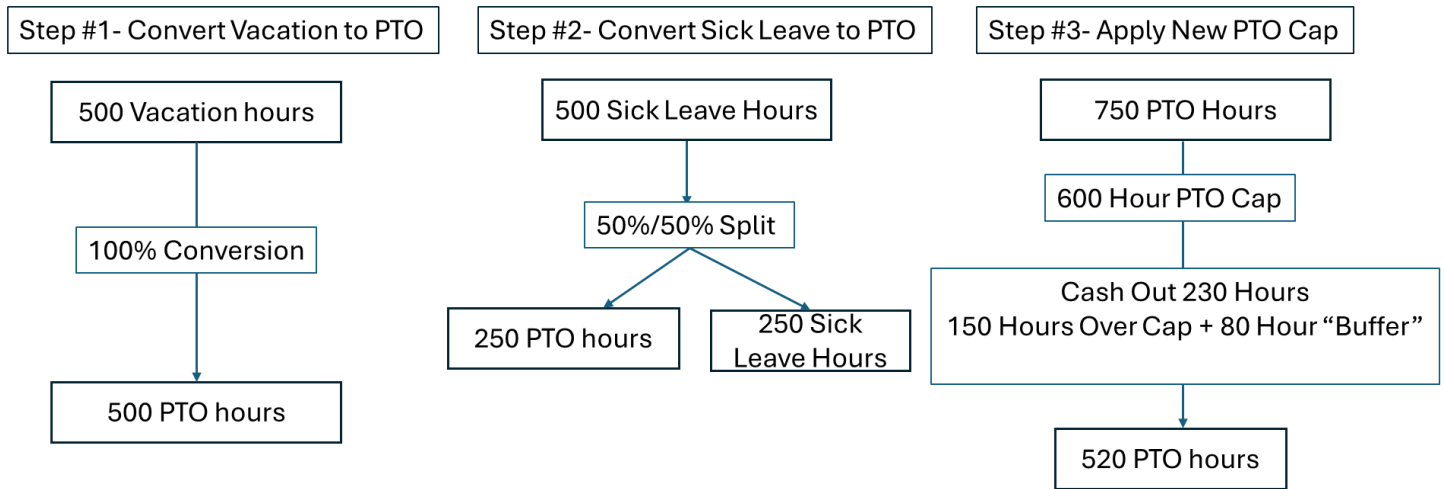 Step #1- Convert Vacation to PTO
500 Vacation hours
100% Conversion
500 PTO hours
Step #2- Convert Sick Leave to PTO
500 Sick Leave Hours
50%/50% Split
250 PTO hours
250 Sick
Leave Hours
Step #3- Apply New PTO Cap
750 PTO Hours
600 Hour PTO Cap
Cash Out 230 Hours
150 Hours Over Cap + 80 Hour “Buffer”
520 PTO hours